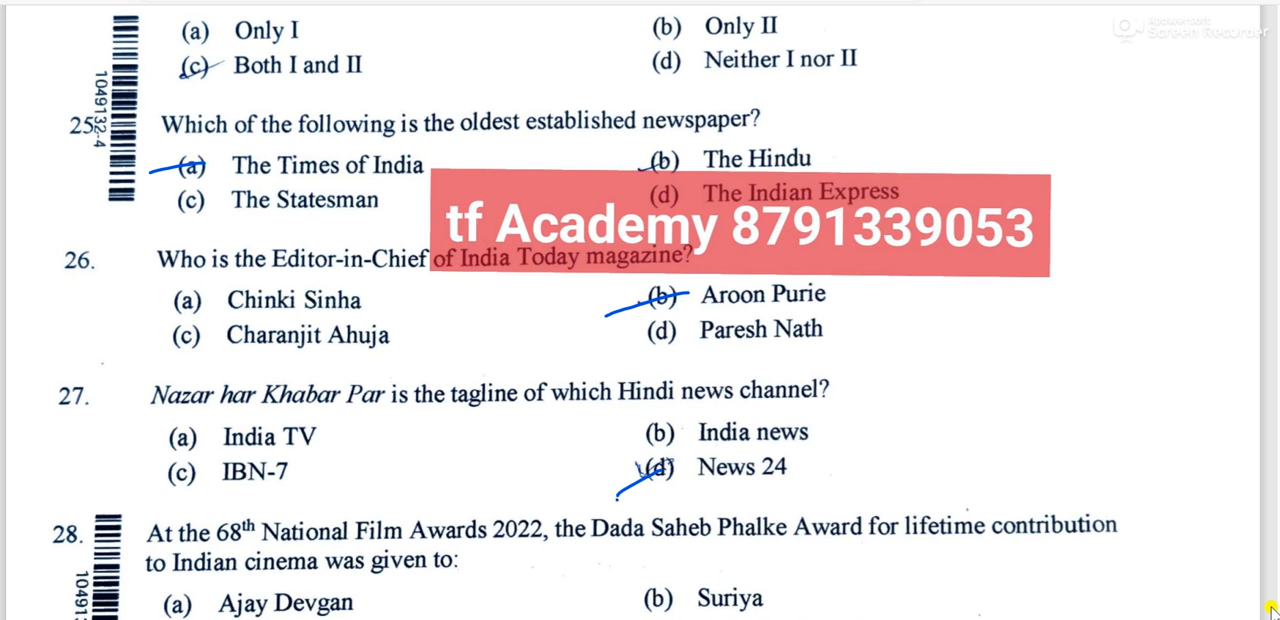 Apowersoft
Screen Recorder
(a) Only I (b) Only II
(c) Both I and II (d) Neither I nor II
1049132-4
25. Which of the following is the oldest established newspaper?
(a) The Times of India (b) The Hindu
(c) The Statesman (d) The Indian Express
tf Academy 8791339053
26. Who is the Editor-in-Chief of India Today magazine?
(a) Chinki Sinha (b) Aroon Purie
(c) Charanjit Ahuja (d) Paresh Nath
27. Nazar har Khabar Par is the tagline of which Hindi news channel?
(a) India TV (b) India news
(c) IBN-7 (d) News 24
28. At the 68th National Film Awards 2022, the Dada Saheb Phalke Award for lifetime contribution
to Indian cinema was given to:
(a) Ajay Devgan (b) Suriya